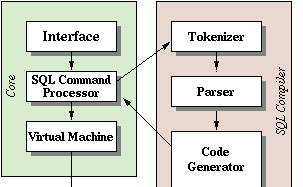 Core
Interface
SQL Command
Processor
Virtual Machine
SQL Compiler
Tokenizer
Parser
Code
Generator